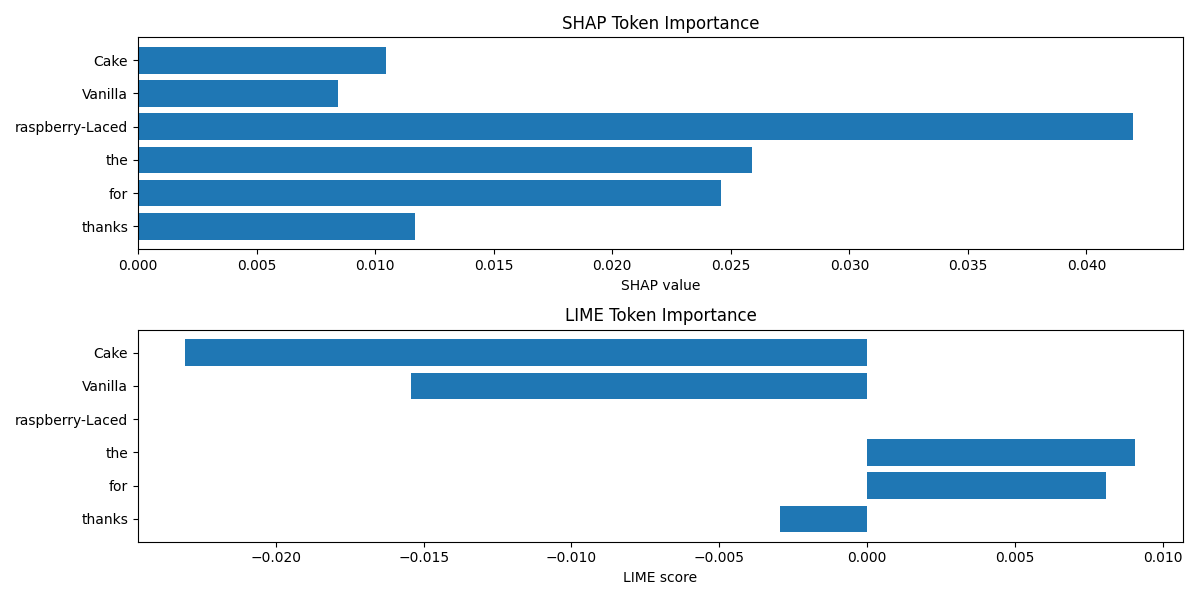 SHAP Token Importance
Cake
Vanilla
raspberry-Laced
the
for
thanks
0.000 0.005 0.010 0.015 0.020 0.025 0.030 0.035 0.040
SHAP value
LIME Token Importance
Cake
Vanilla
raspberry-Laced
the
for
thanks
−0.020 −0.015 −0.010 −0.005 0.000 0.005 0.010
LIME score